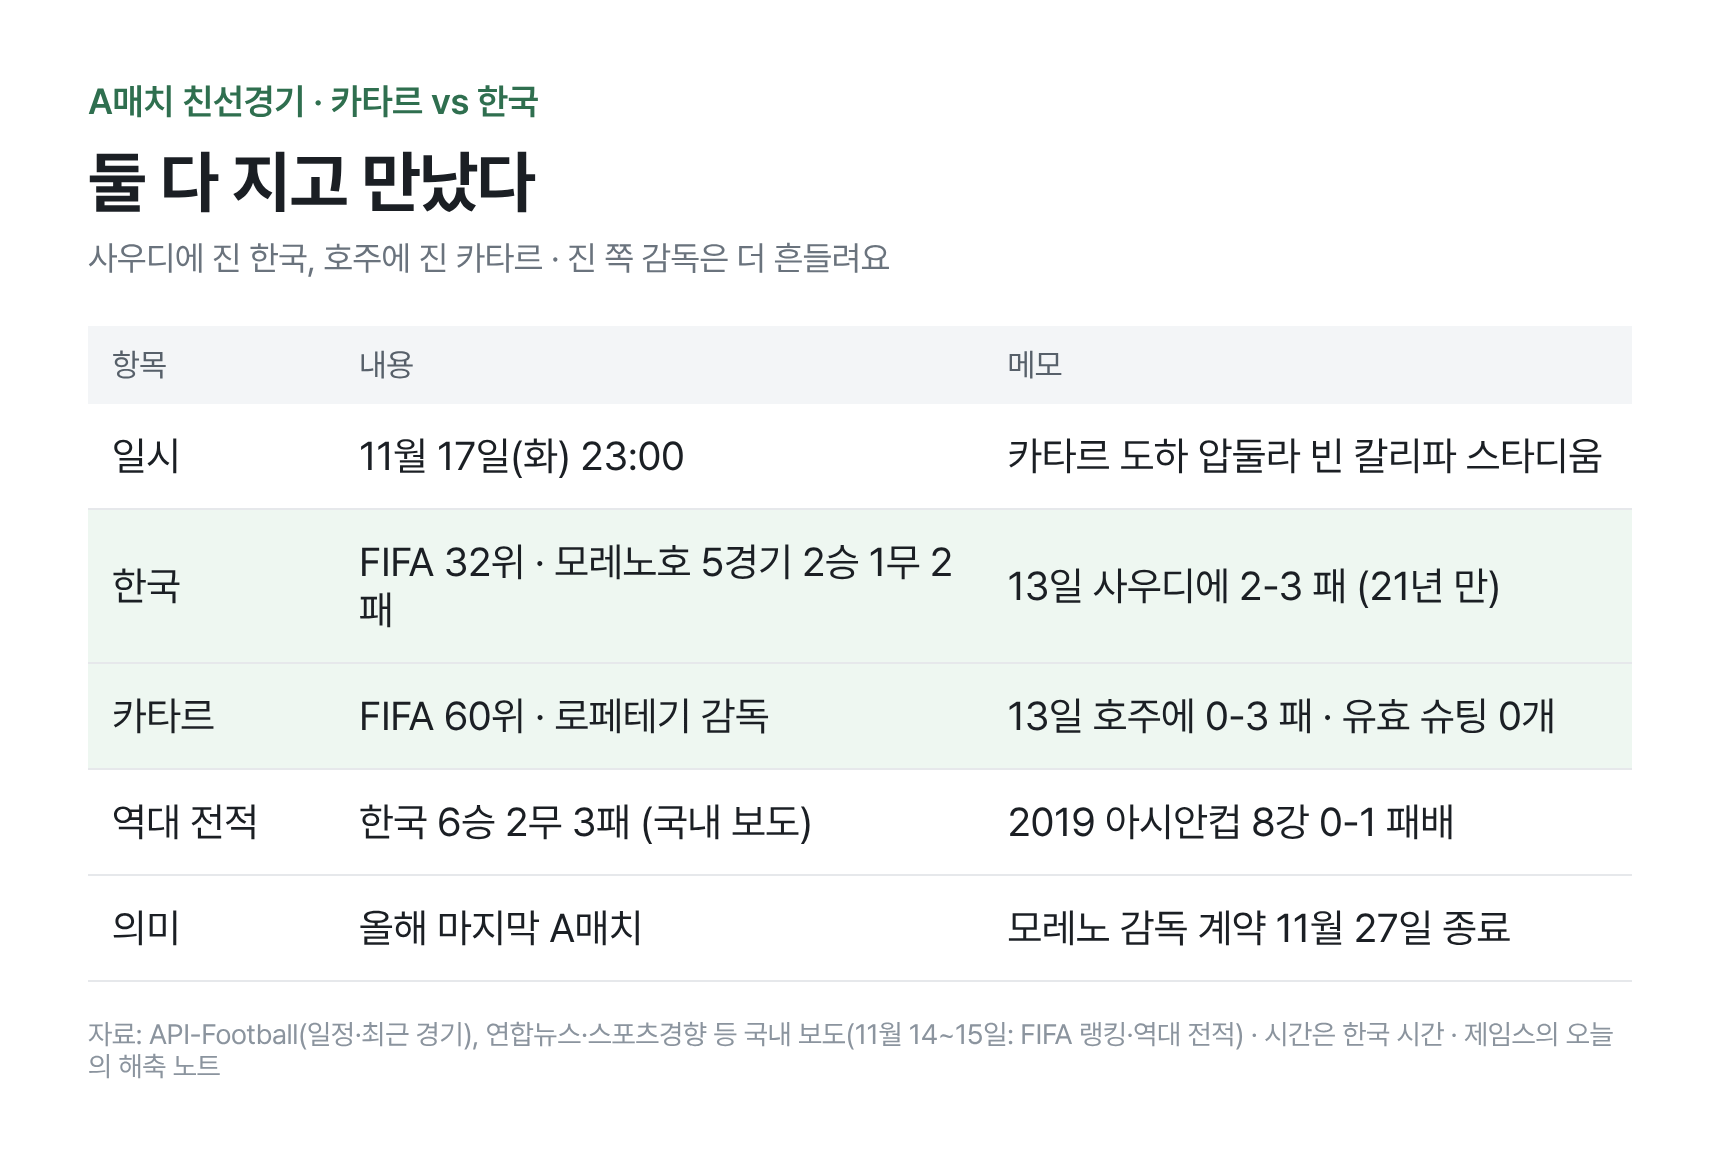 A매치 친선경기 · 카타르 vs 한국
둘 다 지고 만났다
사우디에 진 한국, 호주에 진 카타르 · 진 쪽 감독은 더 흔들려요
항목 내용 메모
일시 11월 17일(화) 23:00 카타르 도하 압둘라 빈 칼리파 스타디움
한국 FIFA 32위 · 모레노호 5경기 2승 1무 2
패 13일 사우디에 2-3 패 (21년 만)
카타르 FIFA 60위 · 로페테기 감독 13일 호주에 0-3 패 · 유효 슈팅 0개
역대 전적 한국 6승 2무 3패 (국내 보도) 2019 아시안컵 8강 0-1 패배
의미 올해 마지막 A매치 모레노 감독 계약 11월 27일 종료
자료: API-Football(일정·최근 경기), 연합뉴스·스포츠경향 등 국내 보도(11월 14~15일: FIFA 랭킹·역대 전적) · 시간은 한국 시간 · 제임스의 오늘
의 해축 노트